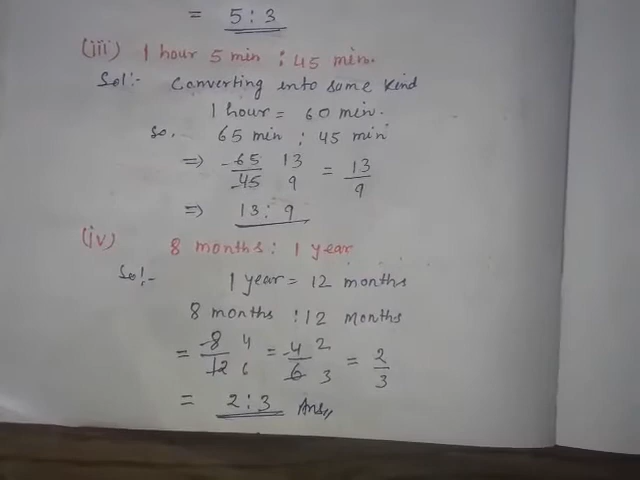 = 5 : 3
(iii) 1 hour 5 min : 45 min.
Sol:- Converting into same kind
1 hour = 60 min.
So, 65 min : 45 min
=> 65/45 13/9 = 13/9
=> 13 : 9
(iv) 8 months : 1 year
Sol:- 1 year = 12 months
8 months : 12 months
= 8/12 4/6 = 4/6 2/3 = 2/3
= 2 : 3 Ans,,